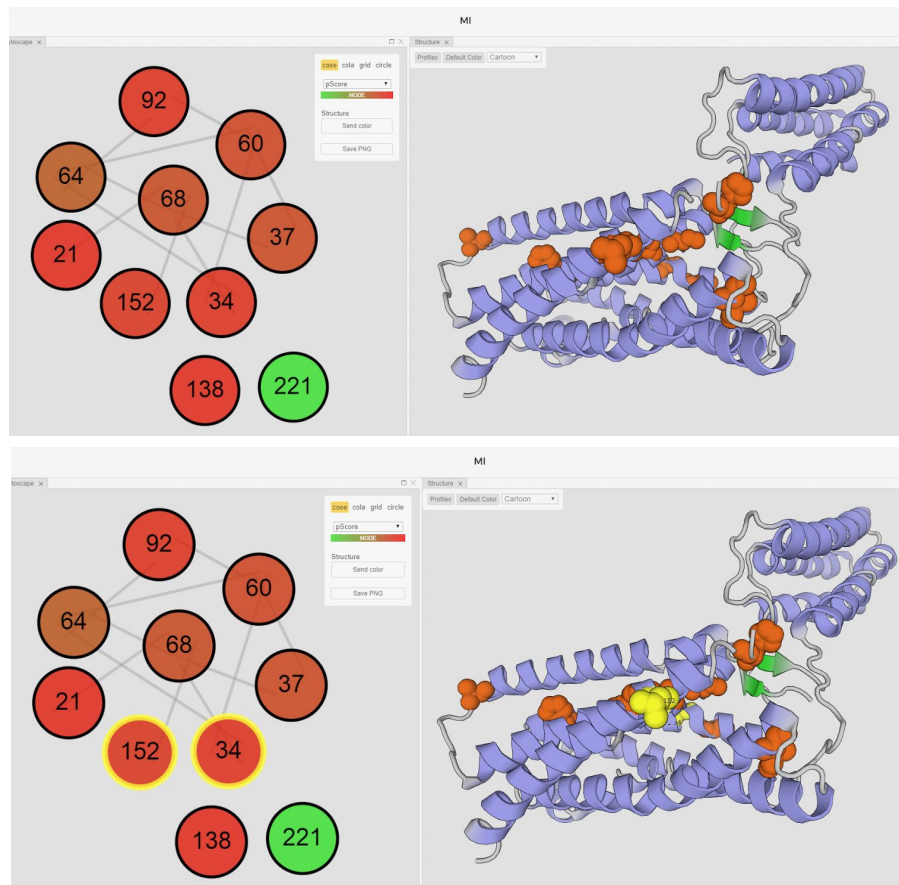 MI
toscape ×
Structure ×
cose cola grid circle
Profiles Default Color Cartoon
pScore
NODE
Structure
Send color
Save PNG
92
60
64
68
37
21
152
34
138
221
MI
toscape ×
Structure ×
cose cola grid circle
Profiles Default Color Cartoon
pScore
NODE
Structure
Send color
Save PNG
92
60
64
68
37
21
152
34
138
221